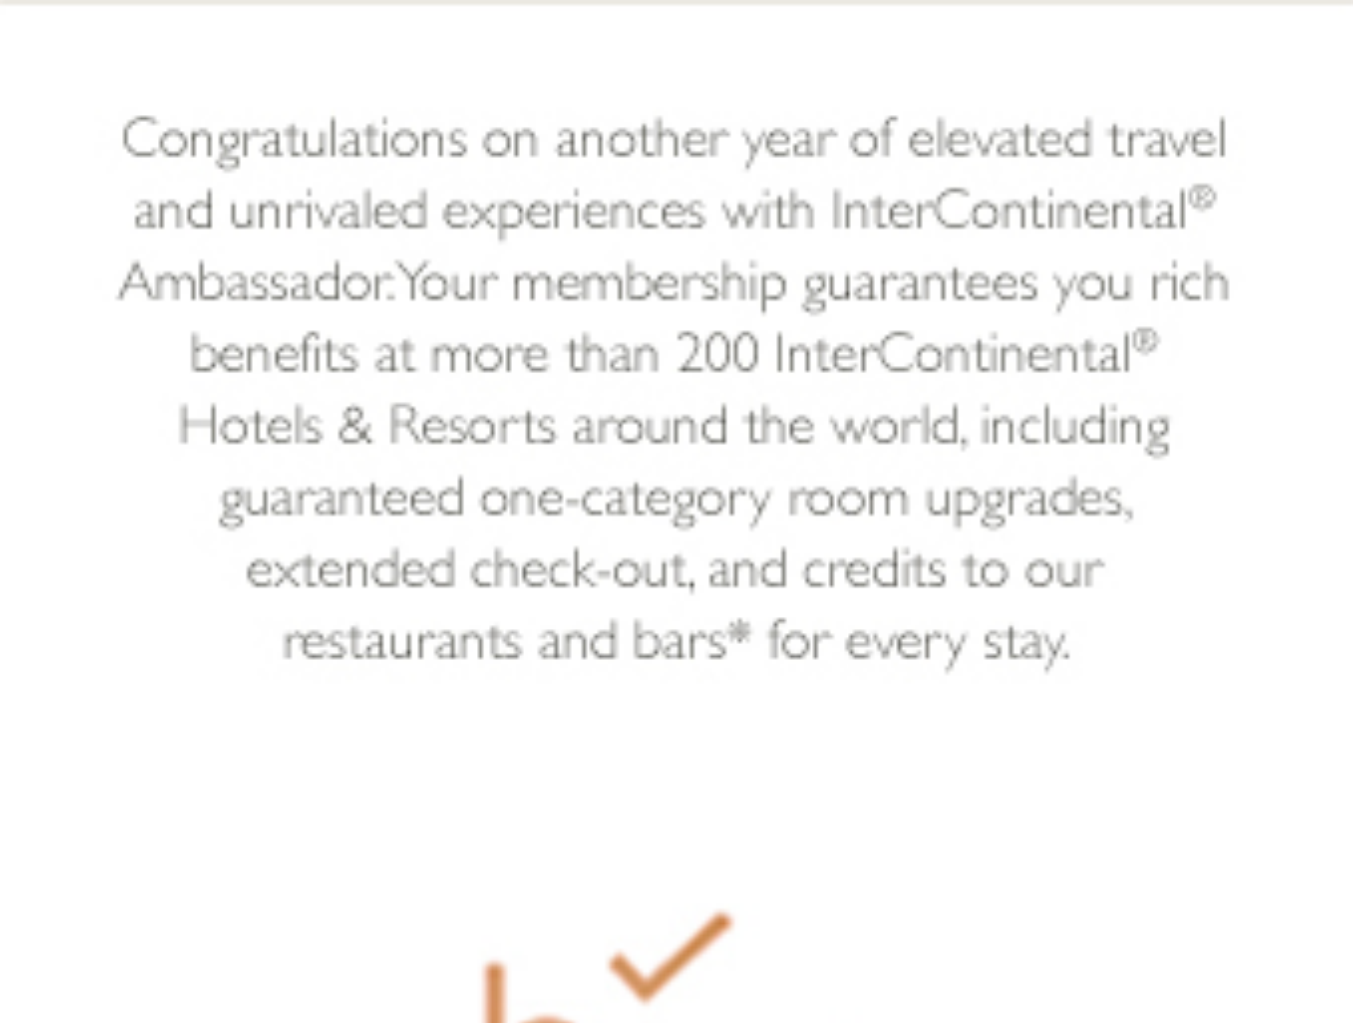 Congratulations on another year of elevated travel
and unrivaled experiences with InterContinental®
Ambassador. Your membership guarantees you rich
benefits at more than 200 InterContinental®
Hotels & Resorts around the world, including
guaranteed one-category room upgrades,
extended check-out, and credits to our
restaurants and bars* for every stay.